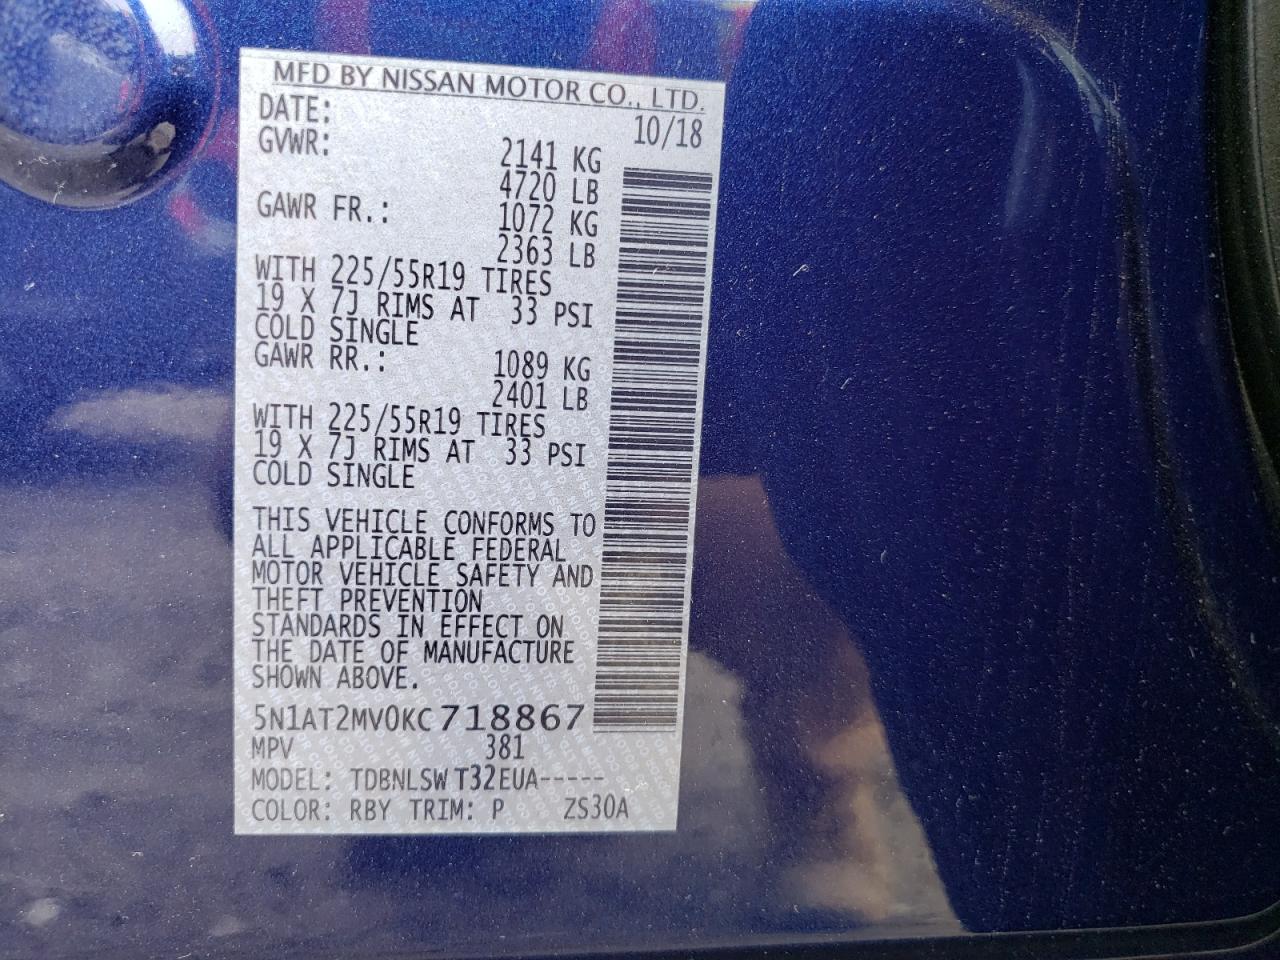 MFD BY NISSAN MOTOR CO., LTD.
DATE: 10/18
GVWR: 2141 KG
4720 LB
GAWR FR.: 1072 KG
2363 LB
WITH 225/55R19 TIRES
19 X 7J RIMS AT 33 PSI
COLD SINGLE
GAWR RR.: 1089 KG
2401 LB
WITH 225/55R19 TIRES
19 X 7J RIMS AT 33 PSI
COLD SINGLE
THIS VEHICLE CONFORMS TO
ALL APPLICABLE FEDERAL
MOTOR VEHICLE SAFETY AND
THEFT PREVENTION
STANDARDS IN EFFECT ON
THE DATE OF MANUFACTURE
SHOWN ABOVE.
5N1AT2MV0KC718867
MPV 381
MODEL: TDBNLSW T32EUA-----
COLOR: RBY TRIM: P ZS30A